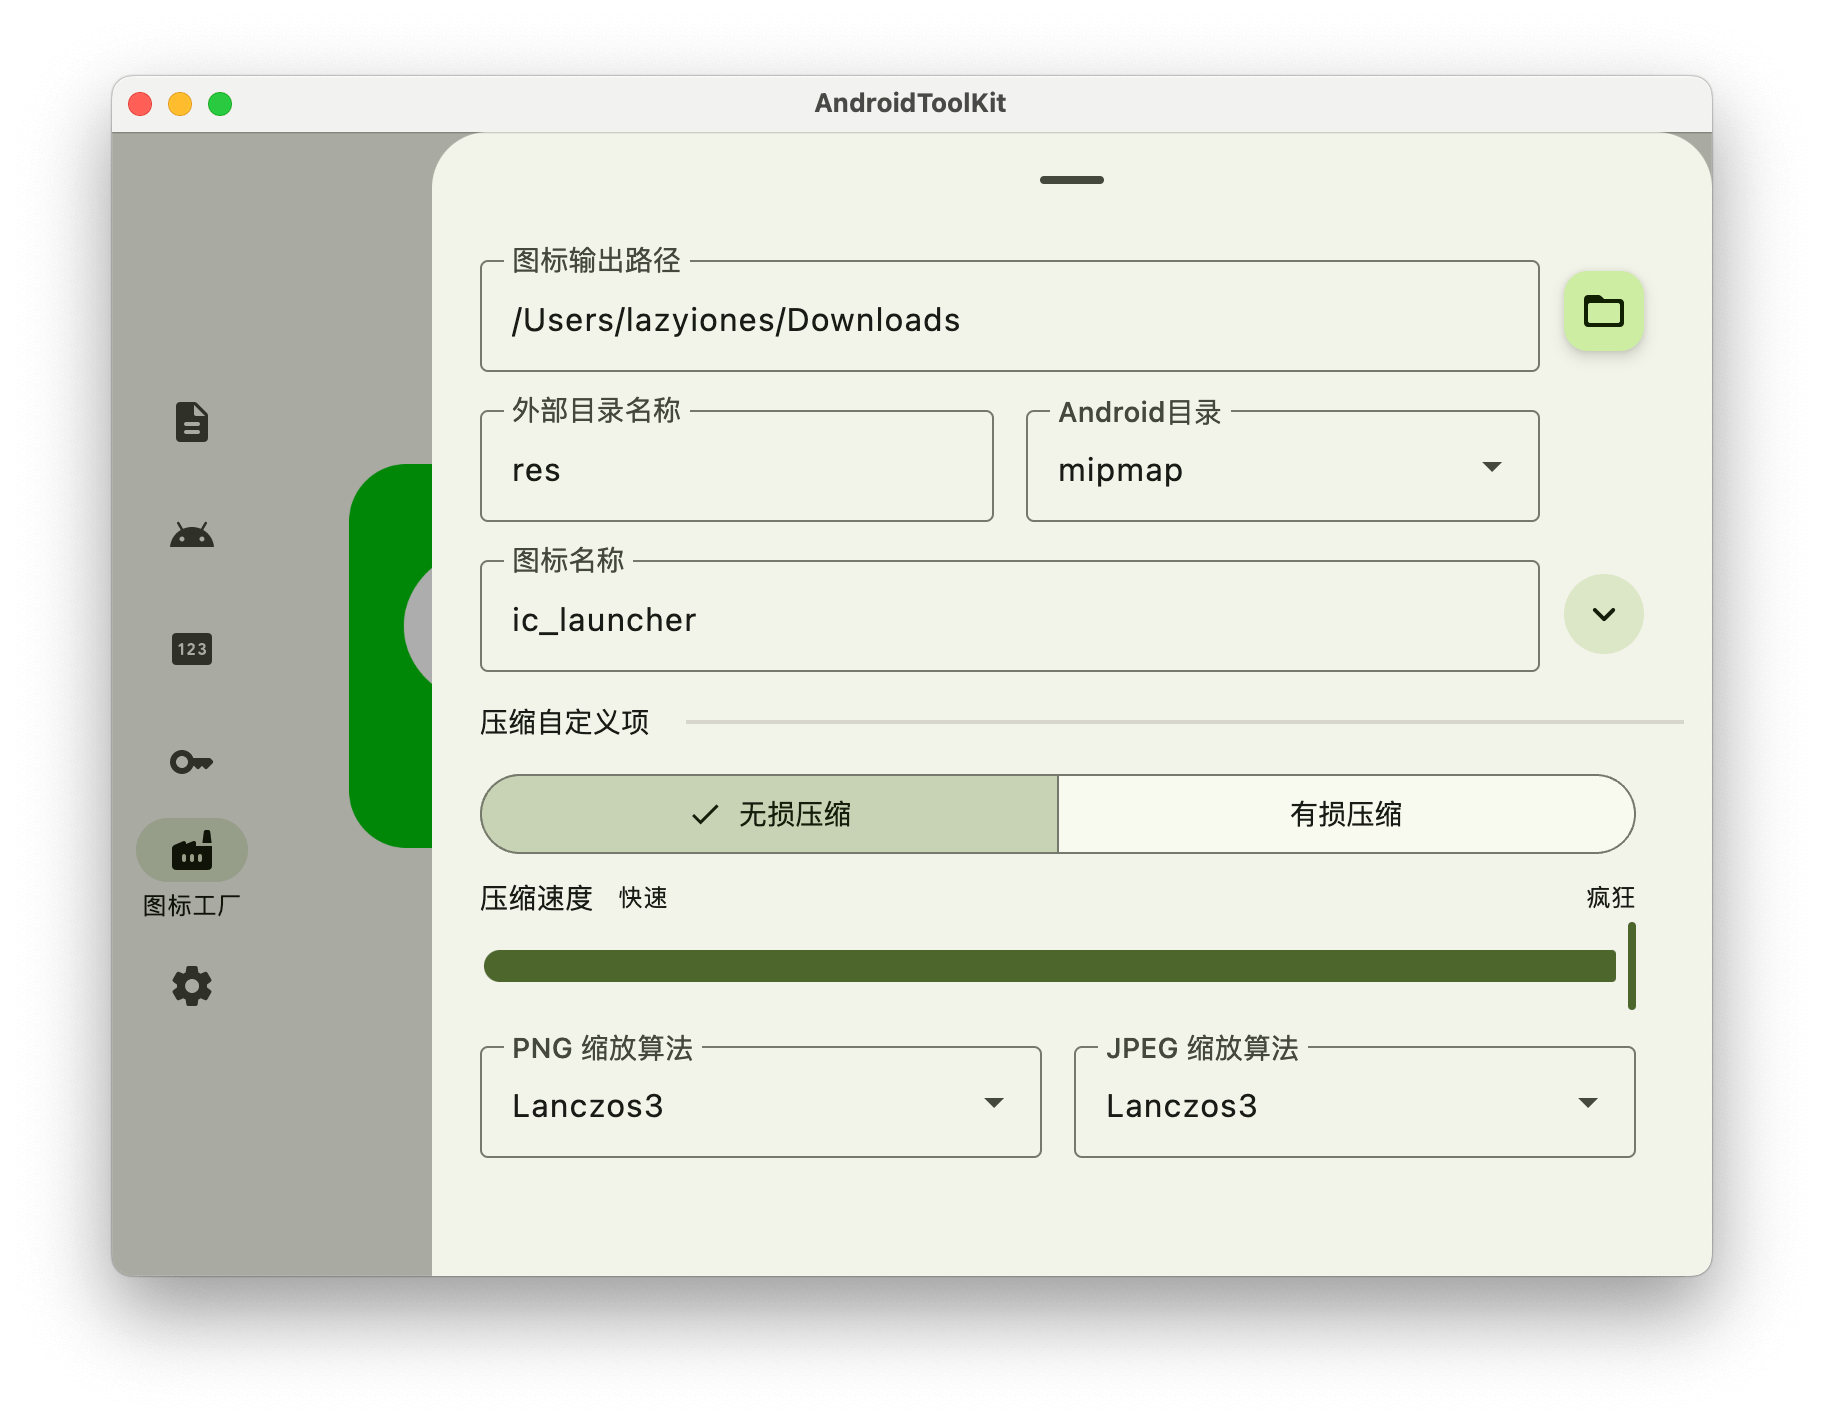 AndroidToolKit
图标输出路径
/Users/lazyiones/Downloads
外部目录名称
res
Android目录
mipmap
图标名称
ic_launcher
123
图标工厂
压缩自定义项
无损压缩
有损压缩
压缩速度 快速 疯狂
PNG 缩放算法
Lanczos3
JPEG 缩放算法
Lanczos3